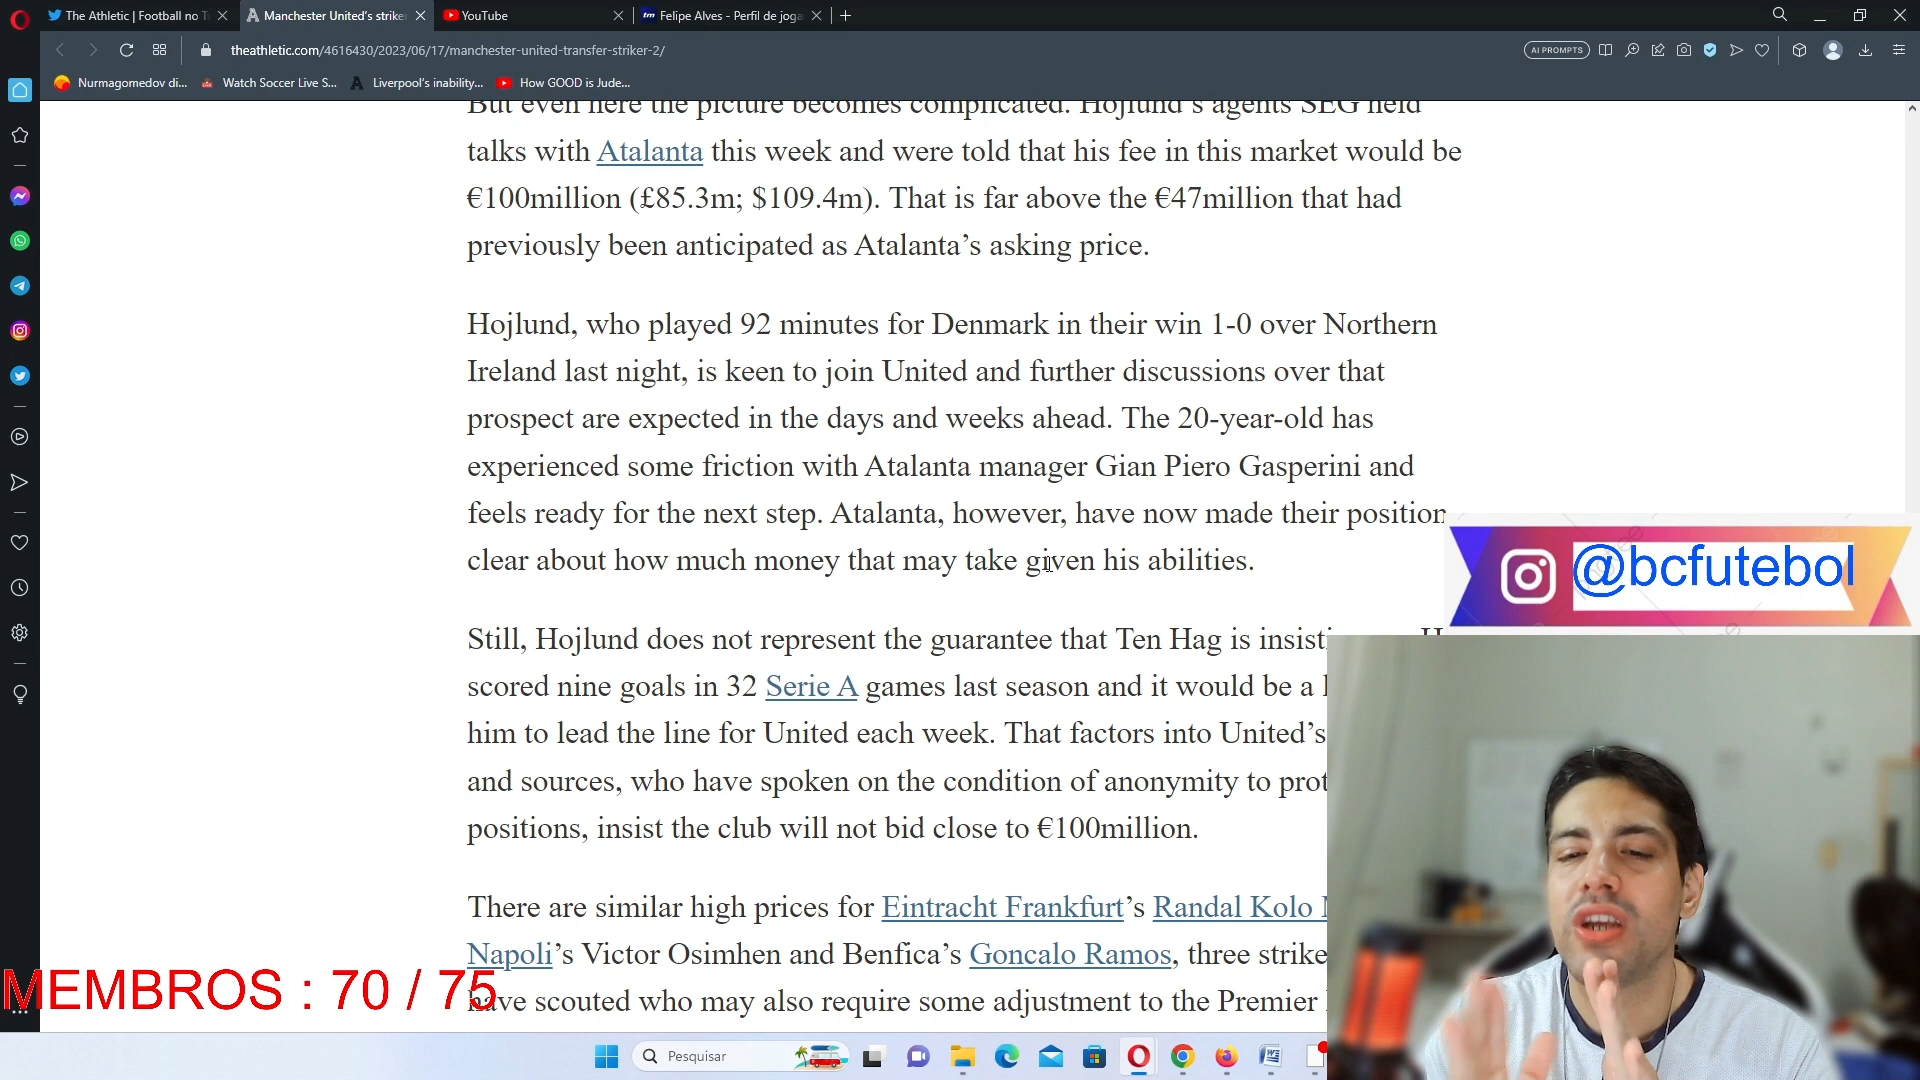 The Athletic | Football no T
Manchester United's strike
YouTube
Felipe Alves - Perfil de joga
theathletic.com/4616430/2023/06/17/manchester-united-transfer-striker-2/
AI PROMPTS
Nurmagomedov di...
Watch Soccer Live S...
Liverpool's inability...
How GOOD is Jude...
But even here the picture becomes complicated. Hojlund's agents SEG held
talks with Atalanta this week and were told that his fee in this market would be
€100million (£85.3m; $109.4m). That is far above the €47million that had
previously been anticipated as Atalanta's asking price.
Hojlund, who played 92 minutes for Denmark in their win 1-0 over Northern
Ireland last night, is keen to join United and further discussions over that
prospect are expected in the days and weeks ahead. The 20-year-old has
experienced some friction with Atalanta manager Gian Piero Gasperini and
feels ready for the next step. Atalanta, however, have now made their position
clear about how much money that may take given his abilities.
@bcfutebol
Still, Hojlund does not represent the guarantee that Ten Hag is
scored nine goals in 32 Serie A games last season and it would be a
him to lead the line for United each week. That factors into United's
and sources, who have spoken on the condition of anonymity to
positions, insist the club will not bid close to €100million.
There are similar high prices for Eintracht Frankfurt's Randal Kolo
Napoli's Victor Osimhen and Benfica's Goncalo Ramos, three
MEMBROS : 70 / 75
have scouted who may also require some adjustment to the Premier
Pesquisar